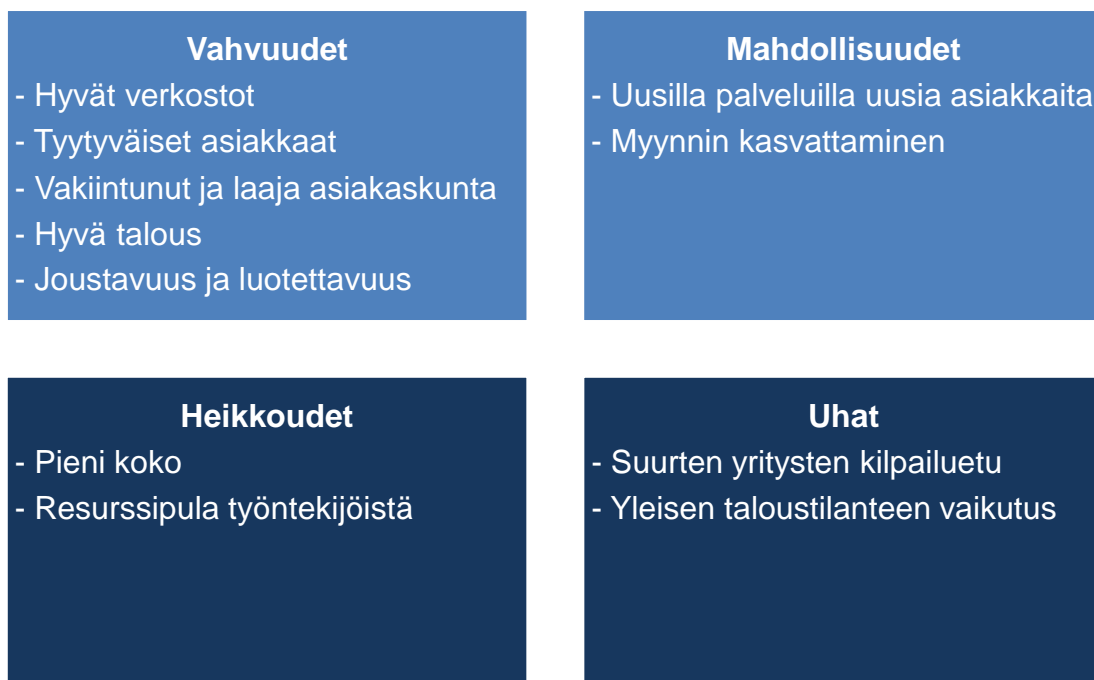 Vahvuudet
- Hyvät verkostot
- Tyytyväiset asiakkaat
- Vakiintunut ja laaja asiakaskunta
- Hyvä talous
- Joustavuus ja luotettavuus
Mahdollisuudet
- Uusilla palveluilla uusia asiakkaita
- Myynnin kasvattaminen
Heikkoudet
- Pieni koko
- Resurssipula työntekijöistä
Uhat
- Suurten yritysten kilpailuetu
- Yleisen taloustilanteen vaikutus